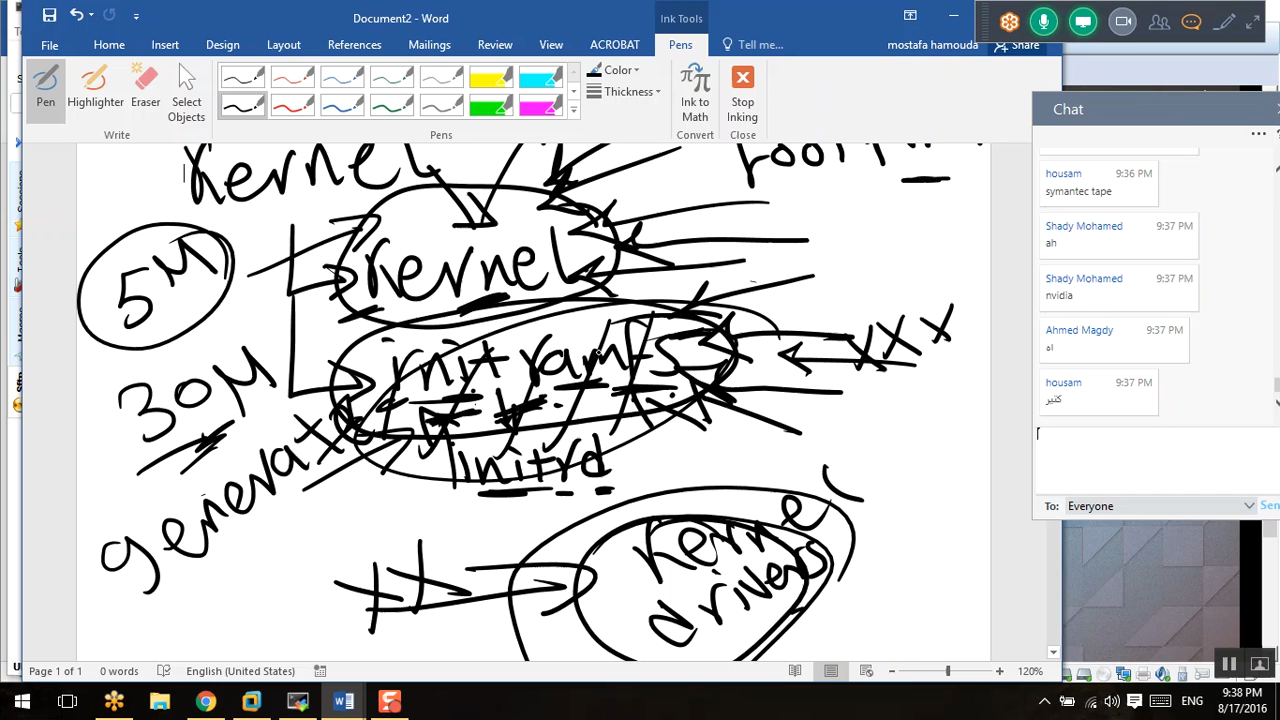 Document2 - Word
Ink Tools
File
Home
Insert
Design
Layout
References
Mailings
Review
View
ACROBAT
Pens
Tell me...
mostafa hamouda
Share
Pen
Highlighter
Eraser
Select Objects
Color
Thickness
Ink to Math
Stop Inking
Write
Pens
Convert
Close
Chat
housam 9:36 PM
symantec tape
Shady Mohamed 9:37 PM
ah
Shady Mohamed 9:37 PM
nvidia
Ahmed Magdy 9:37 PM
اه
housam 9:37 PM
كتير
To: Everyone
Sen
kernel
5M
kernel
xxx
initramfs
30M
generate
initrd
kernel
drivers
Page 1 of 1
0 words
English (United States)
120%
ENG
9:38 PM
8/17/2016